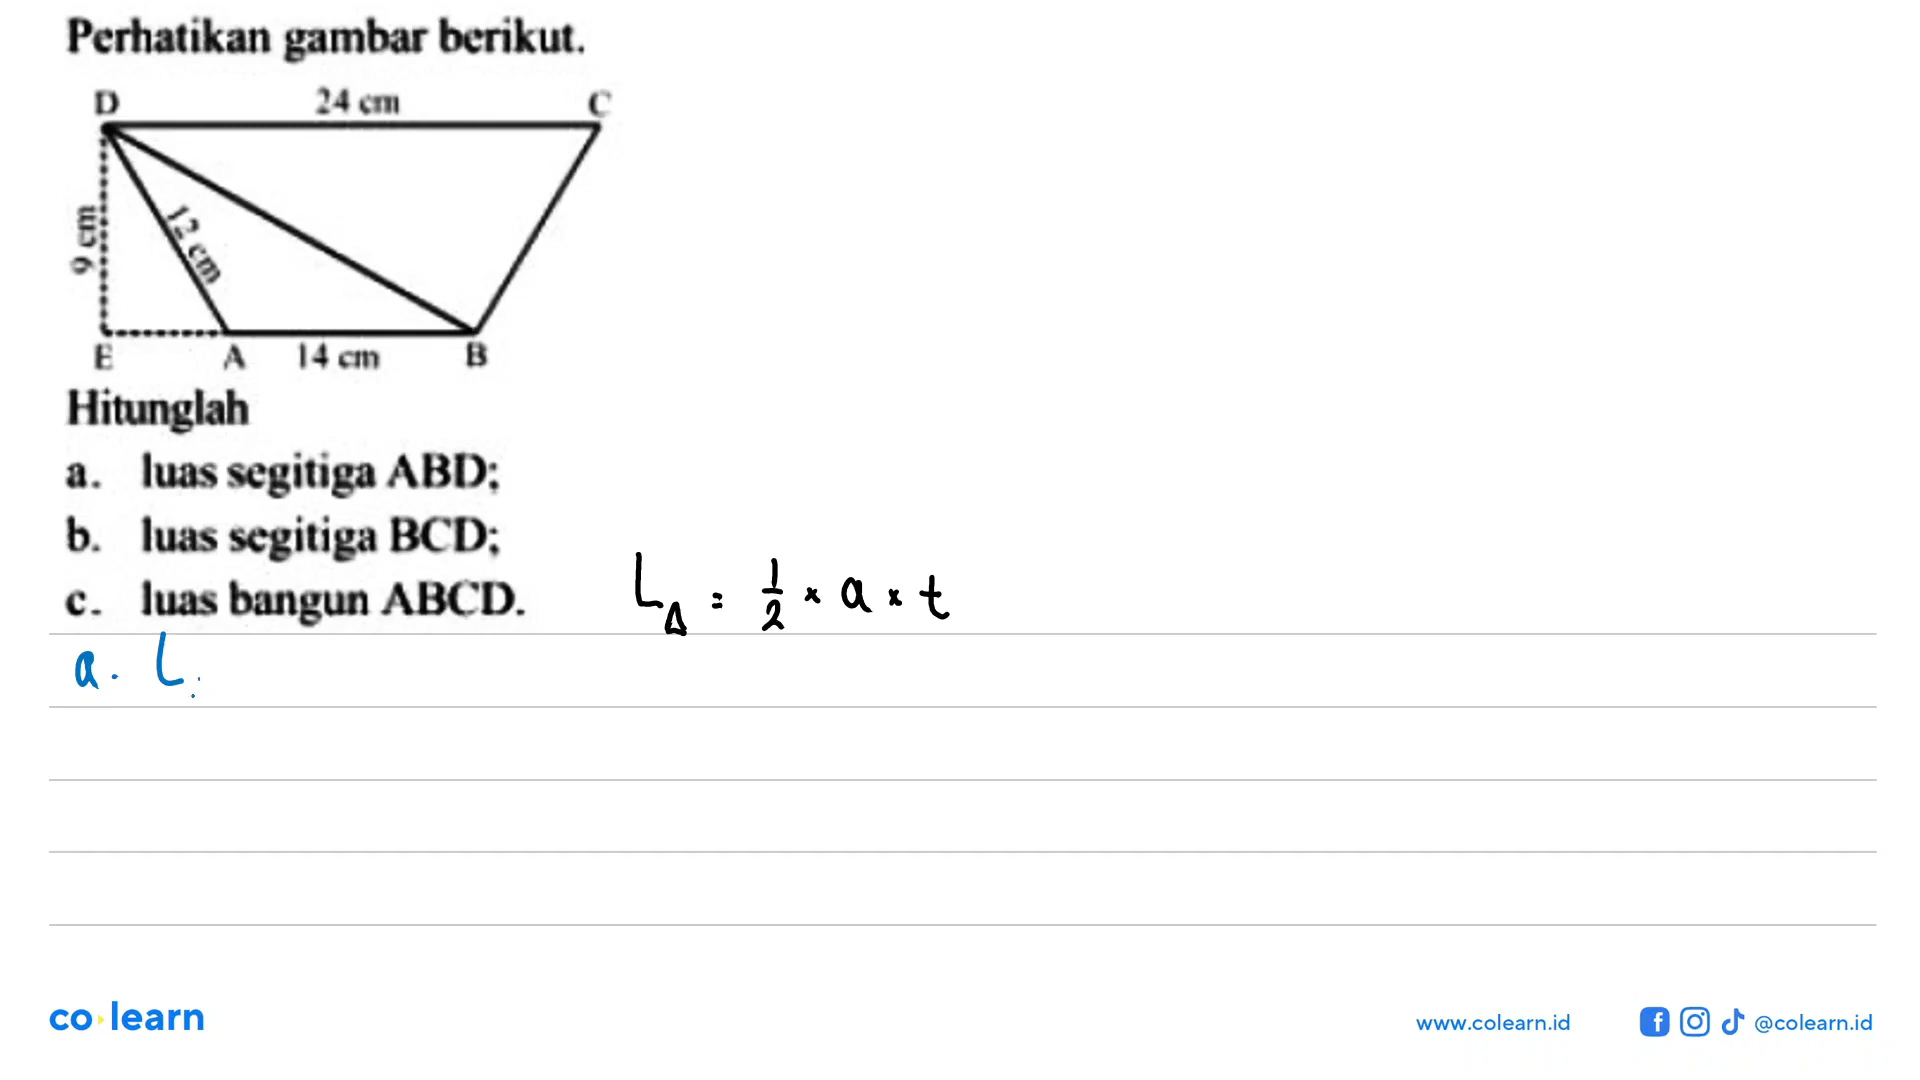 Perhatikan gambar berikut.
D 24 cm C
9 cm
12 cm
E A 14 cm B
Hitunglah
a. luas segitiga ABD;
b. luas segitiga BCD;
c. luas bangun ABCD.
L△ = 1/2 × a × t
a. L
co learn
www.colearn.id @colearn.id